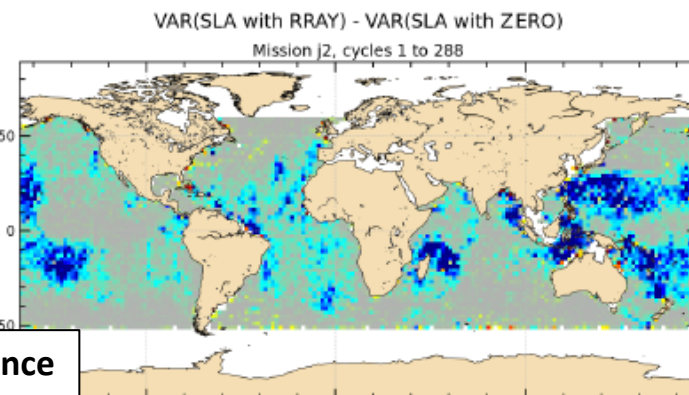 VAR(SLA with RRAY) - VAR(SLA with ZERO)
Mission j2, cycles 1 to 288
50
0
50
nce